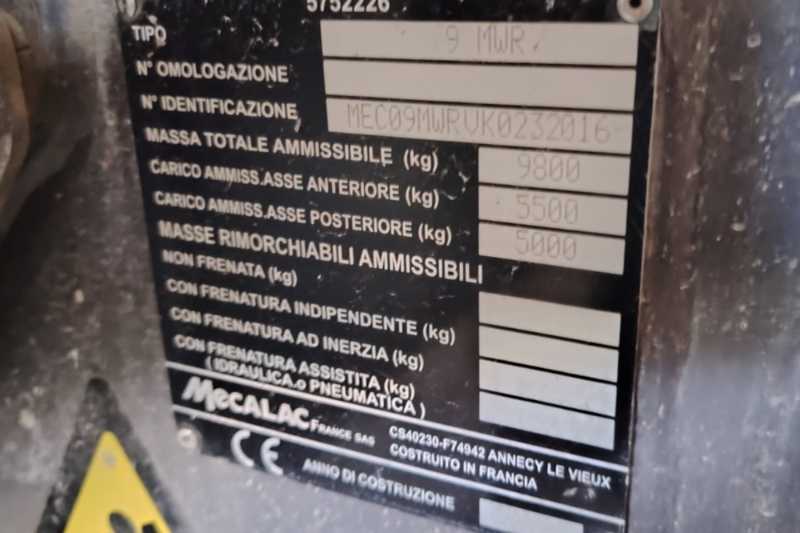 5752226
TIPO 9 MWR
N° OMOLOGAZIONE
N° IDENTIFICAZIONE MEC09MWRVK0232016
MASSA TOTALE AMMISSIBILE (kg) 9800
CARICO AMMISS.ASSE ANTERIORE (kg) 5500
CARICO AMMISS.ASSE POSTERIORE (kg) 5000
MASSE RIMORCHIABILI AMMISSIBILI
NON FRENATA (kg)
CON FRENATURA INDIPENDENTE (kg)
CON FRENATURA AD INERZIA (kg)
CON FRENATURA ASSISTITA (kg)
( IDRAULICA o PNEUMATICA )
MECALAC FRANCE SAS CS40230-F74942 ANNECY LE VIEUX
COSTRUITO IN FRANCIA
CE ANNO DI COSTRUZIONE